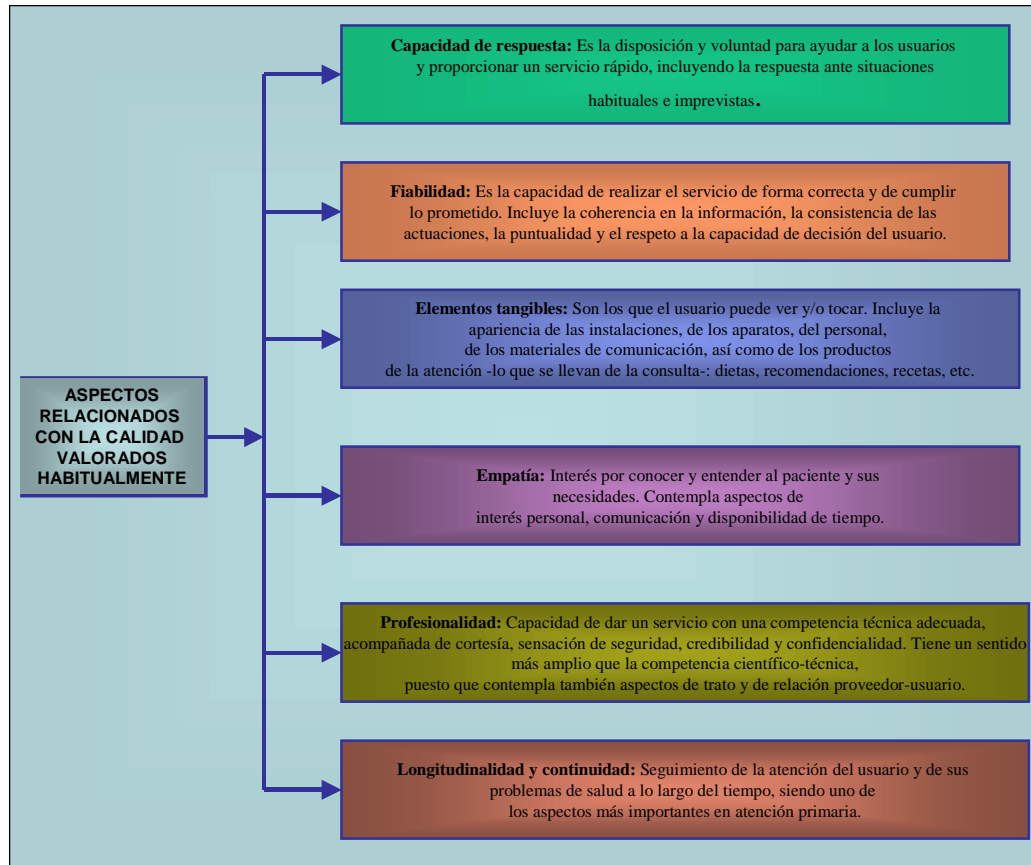 Capacidad de respuesta: Es la disposición y voluntad para ayudar a los usuarios
y proporcionar un servicio rápido, incluyendo la respuesta ante situaciones
habituales e imprevistas.
Fiabilidad: Es la capacidad de realizar el servicio de forma correcta y de cumplir
lo prometido. Incluye la coherencia en la información, la consistencia de las
actuaciones, la puntualidad y el respeto a la capacidad de decisión del usuario.
Elementos tangibles: Son los que el usuario puede ver y/o tocar. Incluye la
apariencia de las instalaciones, de los aparatos, del personal,
de los materiales de comunicación, así como de los productos
de la atención -lo que se llevan de la consulta-: dietas, recomendaciones, recetas, etc.
ASPECTOS
RELACIONADOS
CON LA CALIDAD
VALORADOS
HABITUALMENTE
Empatía: Interés por conocer y entender al paciente y sus
necesidades. Contempla aspectos de
interés personal, comunicación y disponibilidad de tiempo.
Profesionalidad: Capacidad de dar un servicio con una competencia técnica adecuada,
acompañada de cortesía, sensación de seguridad, credibilidad y confidencialidad. Tiene un sentido
más amplio que la competencia científico-técnica,
puesto que contempla también aspectos de trato y de relación proveedor-usuario.
Longitudinalidad y continuidad: Seguimiento de la atención del usuario y de sus
problemas de salud a lo largo del tiempo, siendo uno de
los aspectos más importantes en atención primaria.